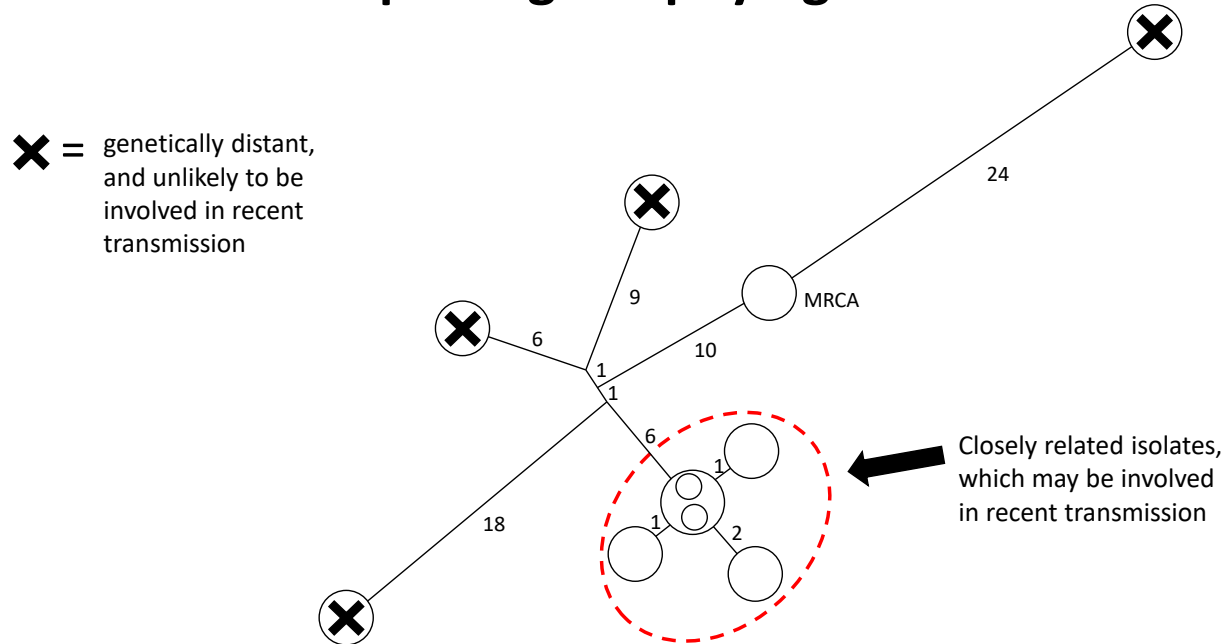 = genetically distant,
and unlikely to be
involved in recent
transmission
24
9
MRCA
6
10
1
1
6
1
Closely related isolates,
which may be involved
in recent transmission
18
1
2